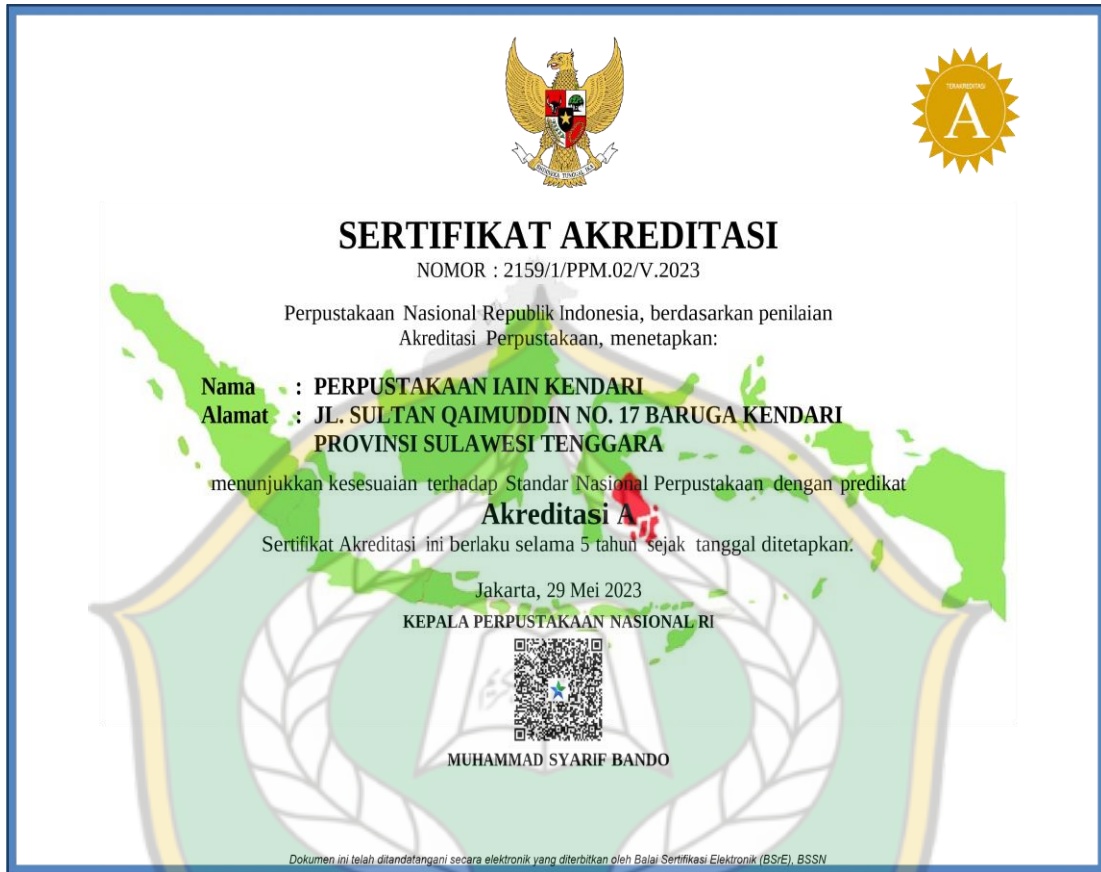 TERAKREDITASI
A
BHINNEKA TUNGGAL IKA
SERTIFIKAT AKREDITASI
NOMOR : 2159/1/PPM.02/V.2023
Perpustakaan Nasional Republik Indonesia, berdasarkan penilaian
Akreditasi Perpustakaan, menetapkan:
Nama : PERPUSTAKAAN IAIN KENDARI
Alamat : JL. SULTAN QAIMUDDIN NO. 17 BARUGA KENDARI
PROVINSI SULAWESI TENGGARA
menunjukkan kesesuaian terhadap Standar Nasional Perpustakaan dengan predikat
Akreditasi A
Sertifikat Akreditasi ini berlaku selama 5 tahun sejak tanggal ditetapkan.
Jakarta, 29 Mei 2023
KEPALA PERPUSTAKAAN NASIONAL RI
MUHAMMAD SYARIF BANDO
Dokumen ini telah ditandatangani secara elektronik yang diterbitkan oleh Balai Sertifikasi Elektronik (BSrE), BSSN